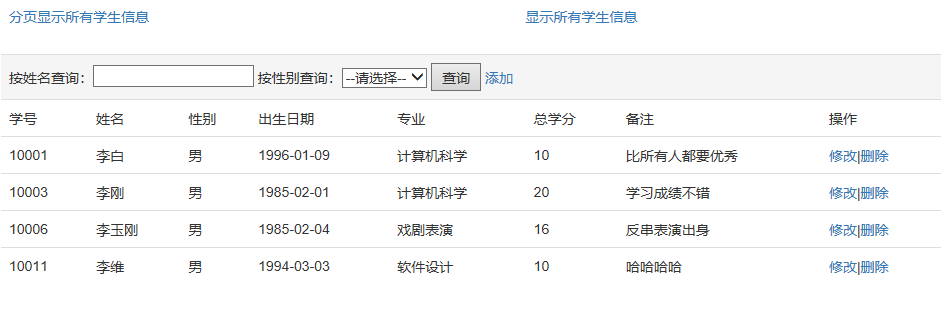 分页显示所有学生信息 显示所有学生信息
按姓名查询: 按性别查询: --请选择-- 查询 添加
学号 姓名 性别 出生日期 专业 总学分 备注 操作
10001 李白 男 1996-01-09 计算机科学 10 比所有人都要优秀 修改|删除
10003 李刚 男 1985-02-01 计算机科学 20 学习成绩不错 修改|删除
10006 李玉刚 男 1985-02-04 戏剧表演 16 反串表演出身 修改|删除
10011 李维 男 1994-03-03 软件设计 10 哈哈哈哈 修改|删除